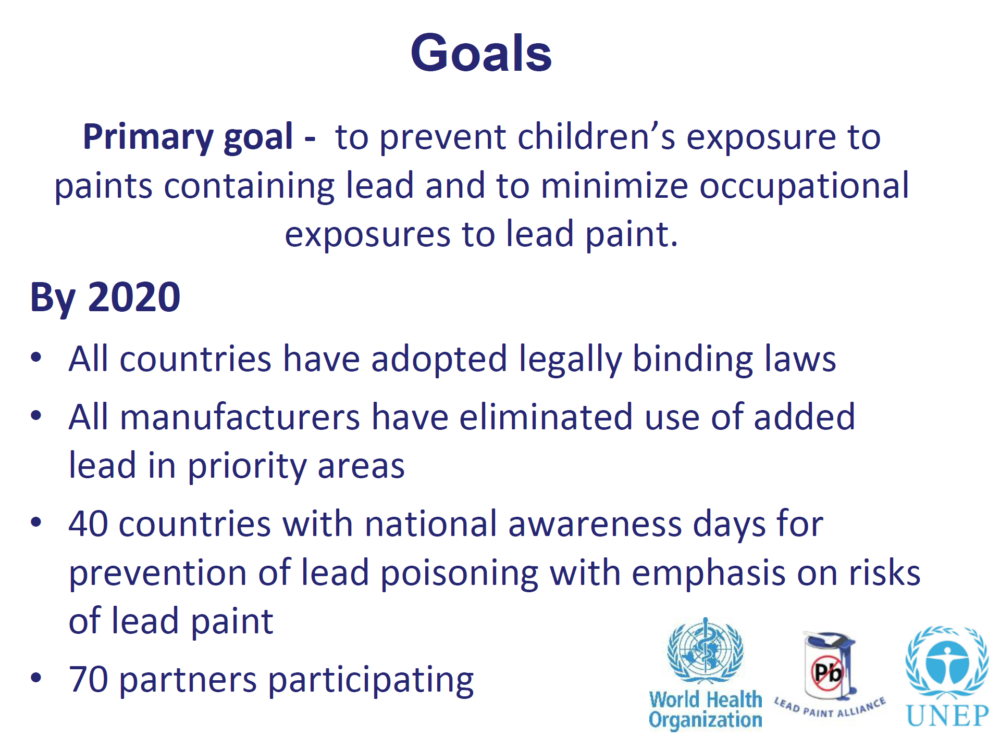 Goals
Primary goal -  to prevent children’s exposure to
paints containing lead and to minimize occupational
exposures to lead paint.
By 2020
• All countries have adopted legally binding laws
• All manufacturers have eliminated use of added
lead in priority areas
• 40 countries with national awareness days for
prevention of lead poisoning with emphasis on risks
of lead paint
• 70 partners participating
World Health
Organization
Pb
LEAD PAINT ALLIANCE
UNEP